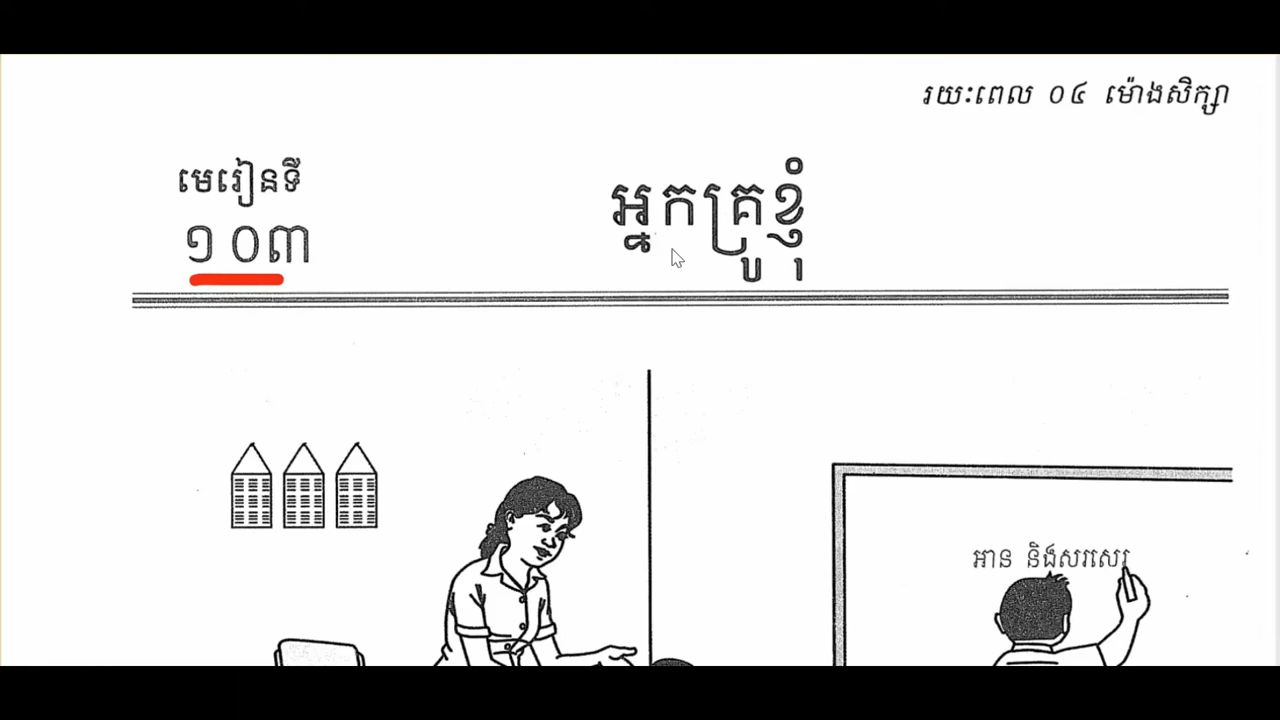 រយៈពេល ០៤ ម៉ោងសិក្សា
មេរៀនទី
១០៣
អ្នកគ្រូខ្ញុំ
អាន និងសរសេរ